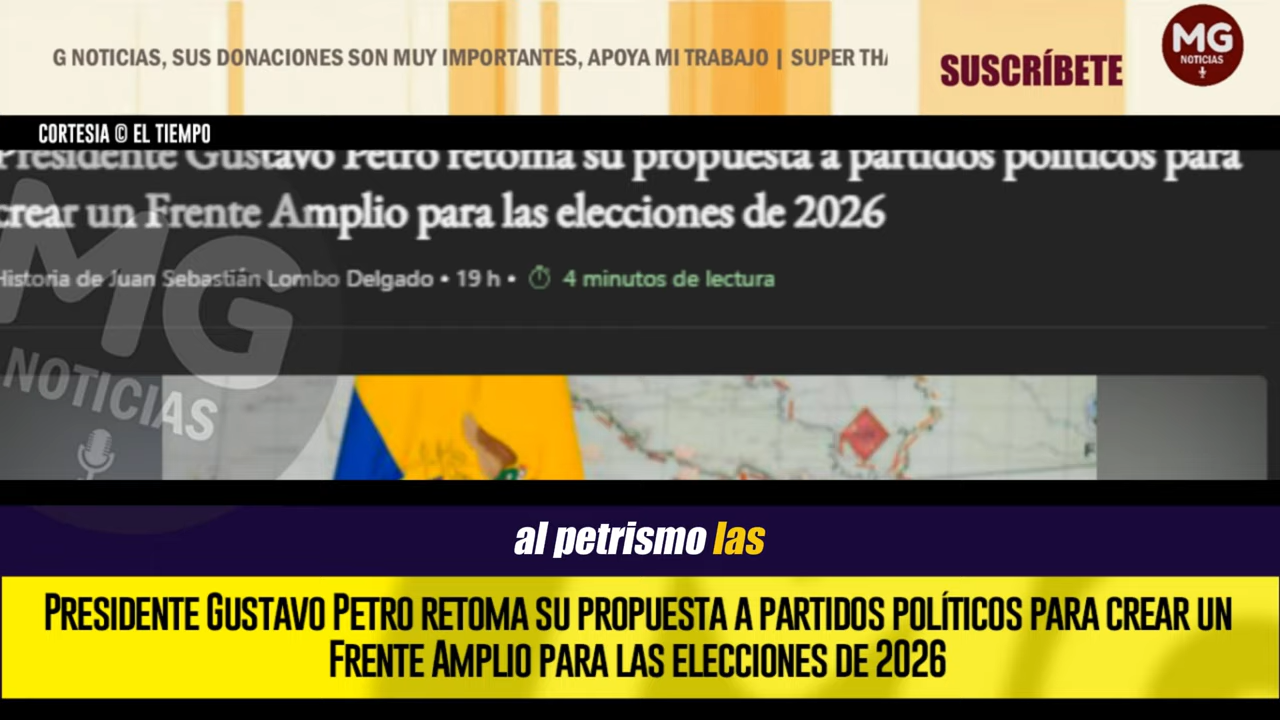 G NOTICIAS, SUS DONACIONES SON MUY IMPORTANTES, APOYA MI TRABAJO | SUPER THA
SUSCRÍBETE
MG
NOTICIAS
CORTESIA © EL TIEMPO
Presidente Gustavo Petro retoma su propuesta a partidos políticos para
crear un Frente Amplio para las elecciones de 2026
Historia de Juan Sebastián Lombo Delgado • 19 h • 4 minutos de lectura
MG
NOTICIAS
al petrismo las
PRESIDENTE GUSTAVO PETRO RETOMA SU PROPUESTA A PARTIDOS POLÍTICOS PARA CREAR UN
FRENTE AMPLIO PARA LAS ELECCIONES DE 2026